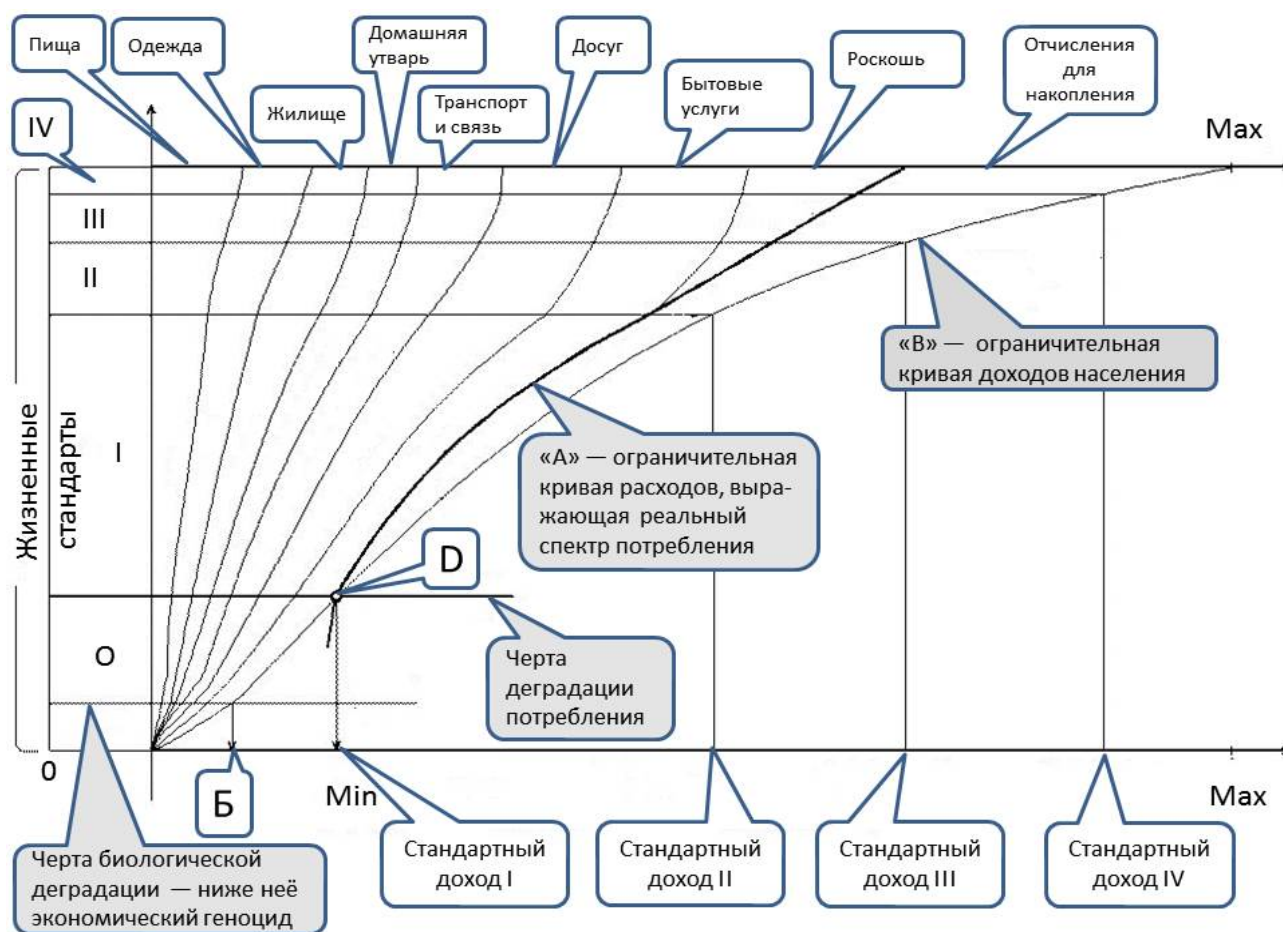 Пища
Одежда
Жилище
Домашняя
утварь
Транспорт
и связь
Досуг
Бытовые
услуги
Роскошь
Отчисления
для
накопления
Max
IV
III
II
I
O
Жизненные
стандарты
«В» — ограничительная
кривая доходов населения
«А» — ограничительная
кривая расходов, выра-
жающая реальный
спектр потребления
D
Черта
деградации
потребления
0
Б
Min
Max
Черта биологической
деградации — ниже неё
экономический геноцид
Стандартный
доход I
Стандартный
доход II
Стандартный
доход III
Стандартный
доход IV